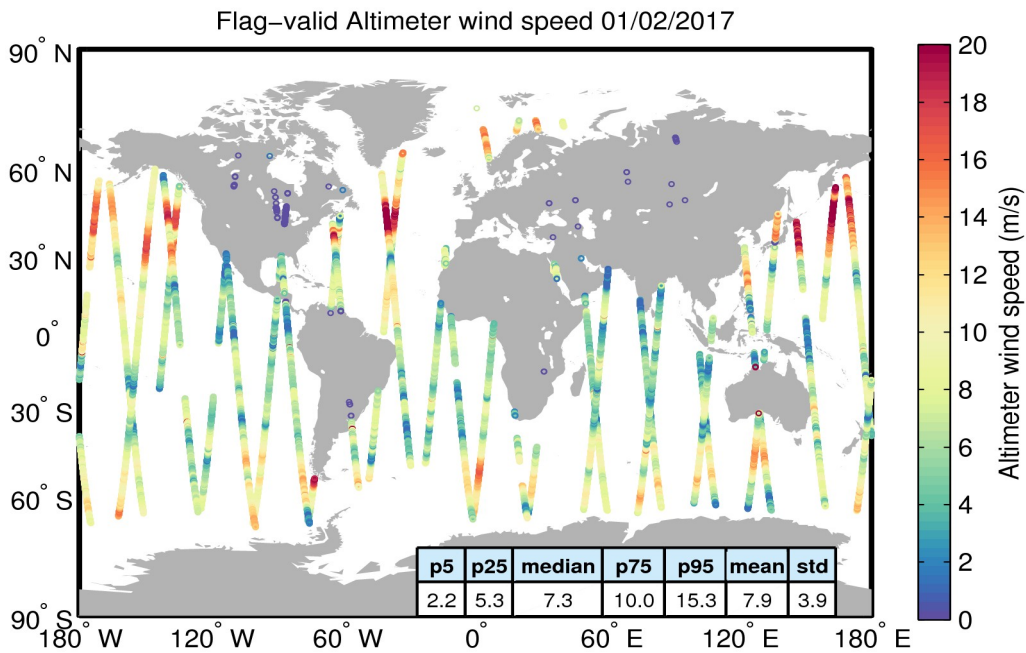 Flag−valid Altimeter wind speed 01/02/2017
90° N
60° N
30° N
0°
30° S
60° S
90° S
180° W
120° W
60° W
0°
60° E
120° E
180° E
p5 p25 median p75 p95 mean std
2.2 5.3 7.3 10.0 15.3 7.9 3.9
20
18
16
14
12
10
8
6
4
2
0
Altimeter wind speed (m/s)